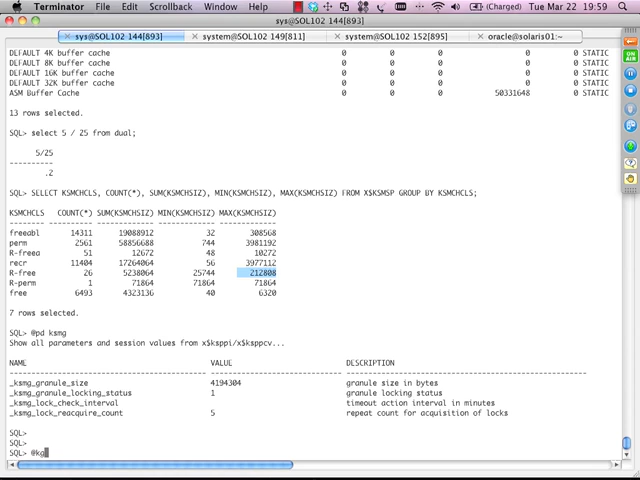 Terminator File Edit Scrollback Window Help (Charged) Tue Mar 22 19:59
sys@SOL102 144[893]
sys@SOL102 144[893] system@SOL102 149[811] system@SOL102 152[895] oracle@solaris01:~
DEFAULT 4K buffer cache 0 0 0 0 STATIC
DEFAULT 8K buffer cache 0 0 0 0 STATIC
DEFAULT 16K buffer cache 0 0 0 0 STATIC
DEFAULT 32K buffer cache 0 0 0 0 STATIC
ASM Buffer Cache 0 0 0 50331648 0 STATIC
13 rows selected.
SQL> select 5 / 25 from dual;
5/25
----------
.2
SQL> SELECT KSMCHCLS, COUNT(*), SUM(KSMCHSIZ), MIN(KSMCHSIZ), MAX(KSMCHSIZ) FROM X$KSMSP GROUP BY KSMCHCLS;
KSMCHCLS COUNT(*) SUM(KSMCHSIZ) MIN(KSMCHSIZ) MAX(KSMCHSIZ)
-------- ---------- ------------- ------------- -------------
freeabl 14311 19088912 32 308568
perm 2561 58856688 744 3981192
R-freea 51 12672 48 10272
recr 11404 17264064 56 3977112
R-free 26 5238064 25744 212808
R-perm 1 71864 71864 71864
free 6493 4323136 40 6320
7 rows selected.
SQL> @pd ksmg
Show all parameters and session values from x$ksppi/x$ksppcv...
NAME VALUE DESCRIPTION
_ksmg_granule_size 4194304 granule size in bytes
_ksmg_granule_locking_status 1 granule locking status
_ksmg_lock_check_interval timeout action interval in minutes
_ksmg_lock_reacquire_count 5 repeat count for acquisition of locks
SQL>
SQL>
SQL> @kg
ON AIR